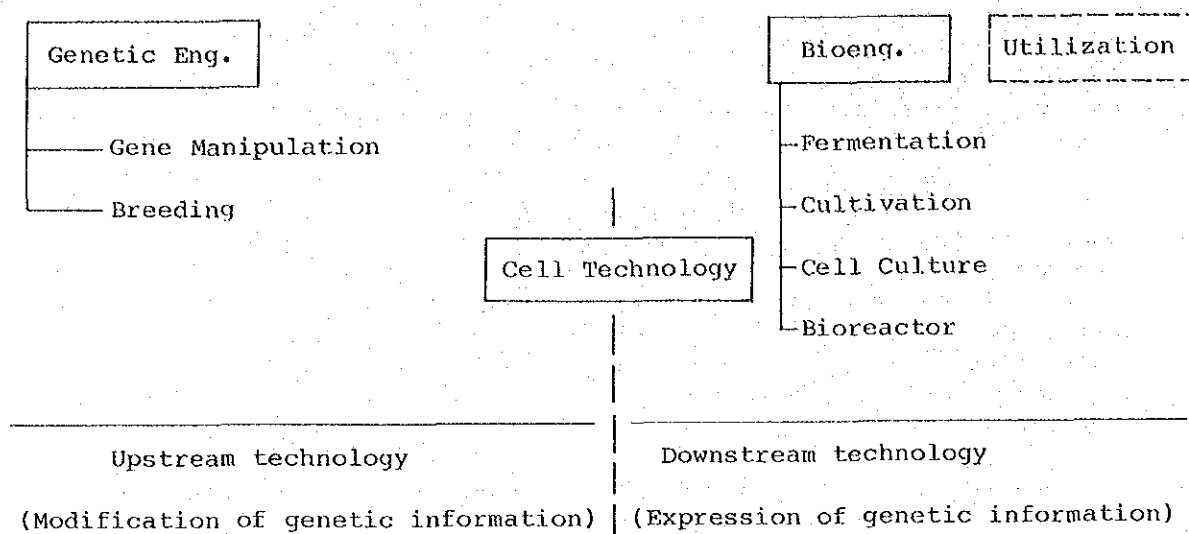 Genetic Eng.
Bioeng.
Utilization
Gene Manipulation
Breeding
Fermentation
Cultivation
Cell Technology
Cell Culture
Bioreactor
Upstream technology
Downstream technology
(Modification of genetic information)
(Expression of genetic information)